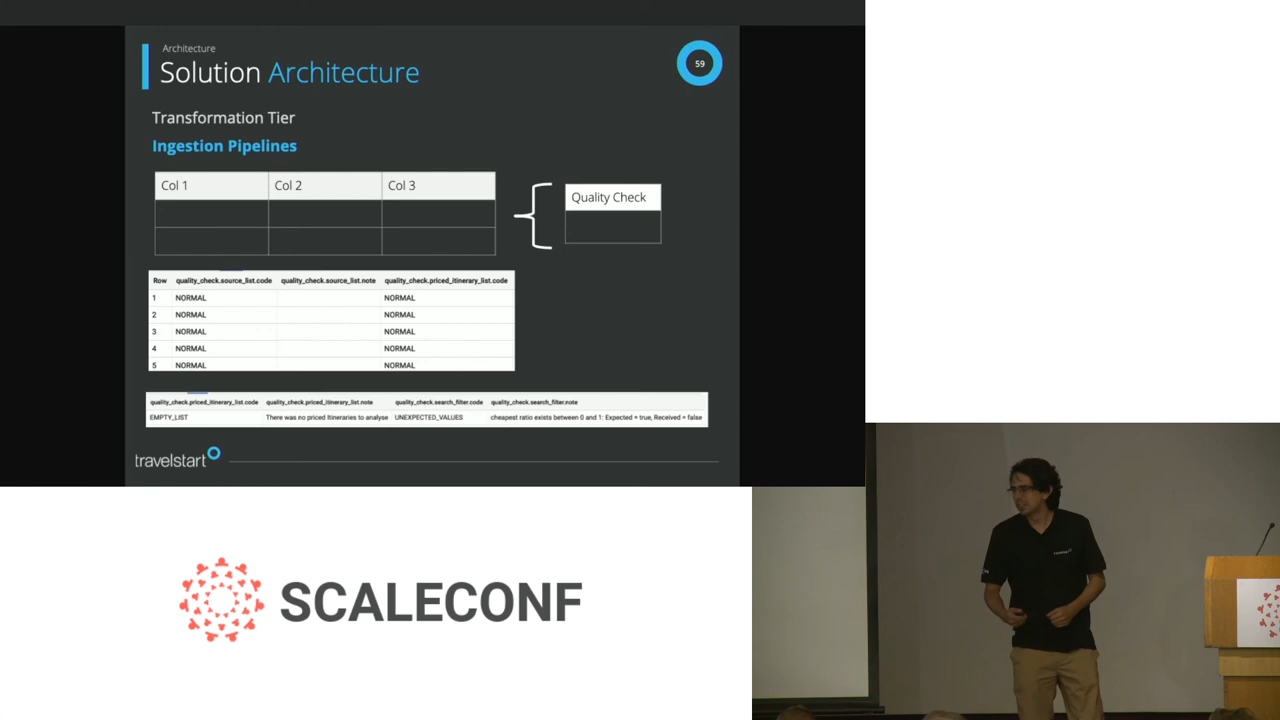 Architecture
Solution Architecture
59
Transformation Tier
Ingestion Pipelines
Col 1 Col 2 Col 3
Quality Check
Row quality_check.source_list.code quality_check.source_list.note quality_check.priced_itinerary_list.code
1 NORMAL NORMAL
2 NORMAL NORMAL
3 NORMAL NORMAL
4 NORMAL NORMAL
5 NORMAL NORMAL
quality_check.priced_itinerary_list.code quality_check.priced_itinerary_list.note quality_check.search_filter.code quality_check.search_filter.note
EMPTY_LIST There was no priced Itineraries to analyse UNEXPECTED_VALUES cheapest ratio exists between 0 and 1: Expected = true, Received = false
travelstart
SCALECONF